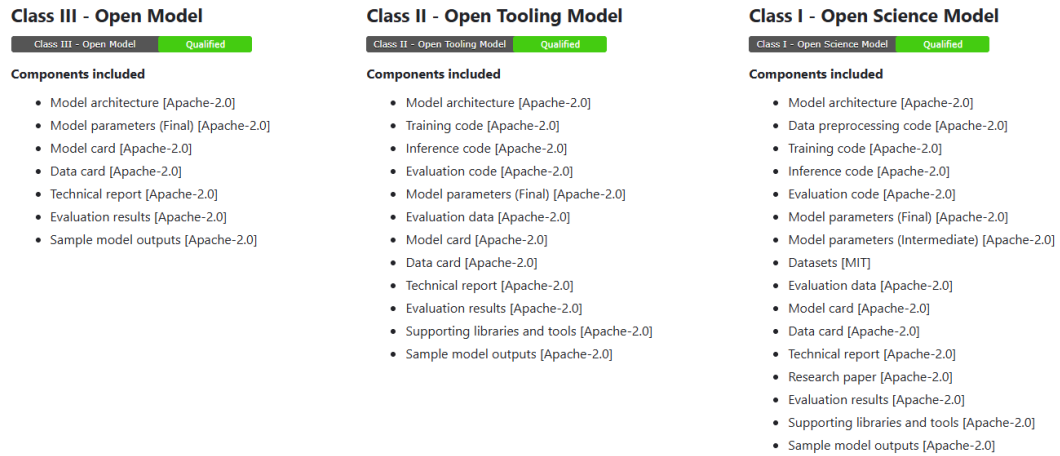 Class III - Open Model
Class III - Open Model Qualified
Components included
Model architecture [Apache-2.0]
Model parameters (Final) [Apache-2.0]
Model card [Apache-2.0]
Data card [Apache-2.0]
Technical report [Apache-2.0]
Evaluation results [Apache-2.0]
Sample model outputs [Apache-2.0]
Class II - Open Tooling Model
Class II - Open Tooling Model Qualified
Components included
Model architecture [Apache-2.0]
Training code [Apache-2.0]
Inference code [Apache-2.0]
Evaluation code [Apache-2.0]
Model parameters (Final) [Apache-2.0]
Evaluation data [Apache-2.0]
Model card [Apache-2.0]
Data card [Apache-2.0]
Technical report [Apache-2.0]
Evaluation results [Apache-2.0]
Supporting libraries and tools [Apache-2.0]
Sample model outputs [Apache-2.0]
Class I - Open Science Model
Class I - Open Science Model Qualified
Components included
Model architecture [Apache-2.0]
Data preprocessing code [Apache-2.0]
Training code [Apache-2.0]
Inference code [Apache-2.0]
Evaluation code [Apache-2.0]
Model parameters (Final) [Apache-2.0]
Model parameters (Intermediate) [Apache-2.0]
Datasets [MIT]
Evaluation data [Apache-2.0]
Model card [Apache-2.0]
Data card [Apache-2.0]
Technical report [Apache-2.0]
Research paper [Apache-2.0]
Evaluation results [Apache-2.0]
Supporting libraries and tools [Apache-2.0]
Sample model outputs [Apache-2.0]